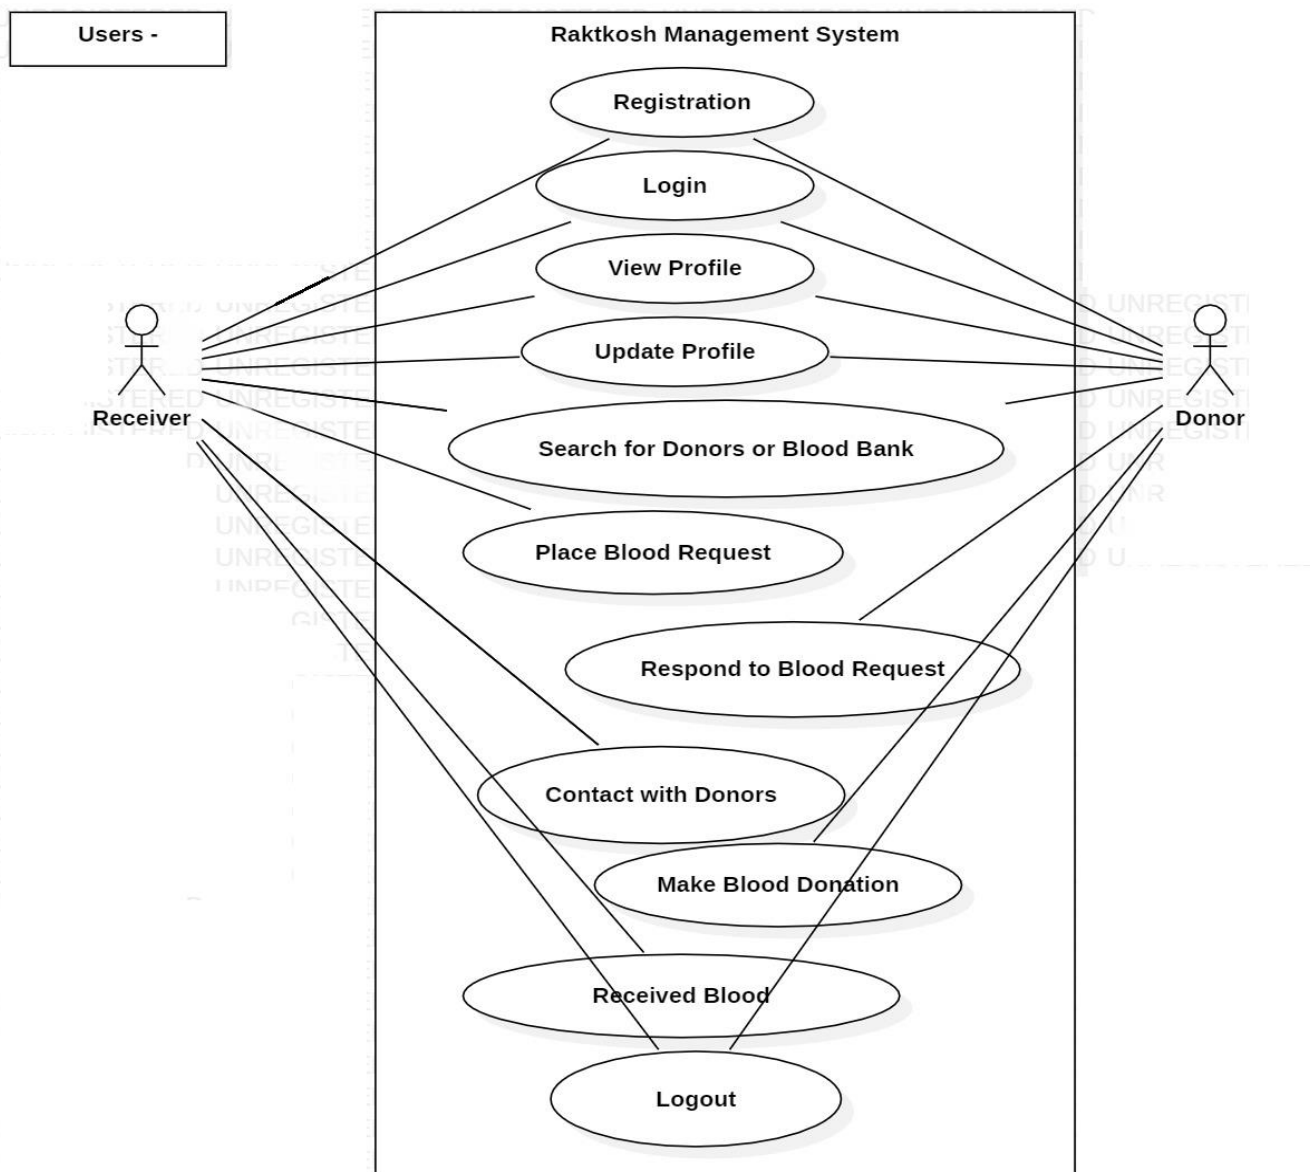 Users -
Raktkosh Management System
Registration
Login
View Profile
Update Profile
Receiver
Donor
Search for Donors or Blood Bank
Place Blood Request
Respond to Blood Request
Contact with Donors
Make Blood Donation
Received Blood
Logout